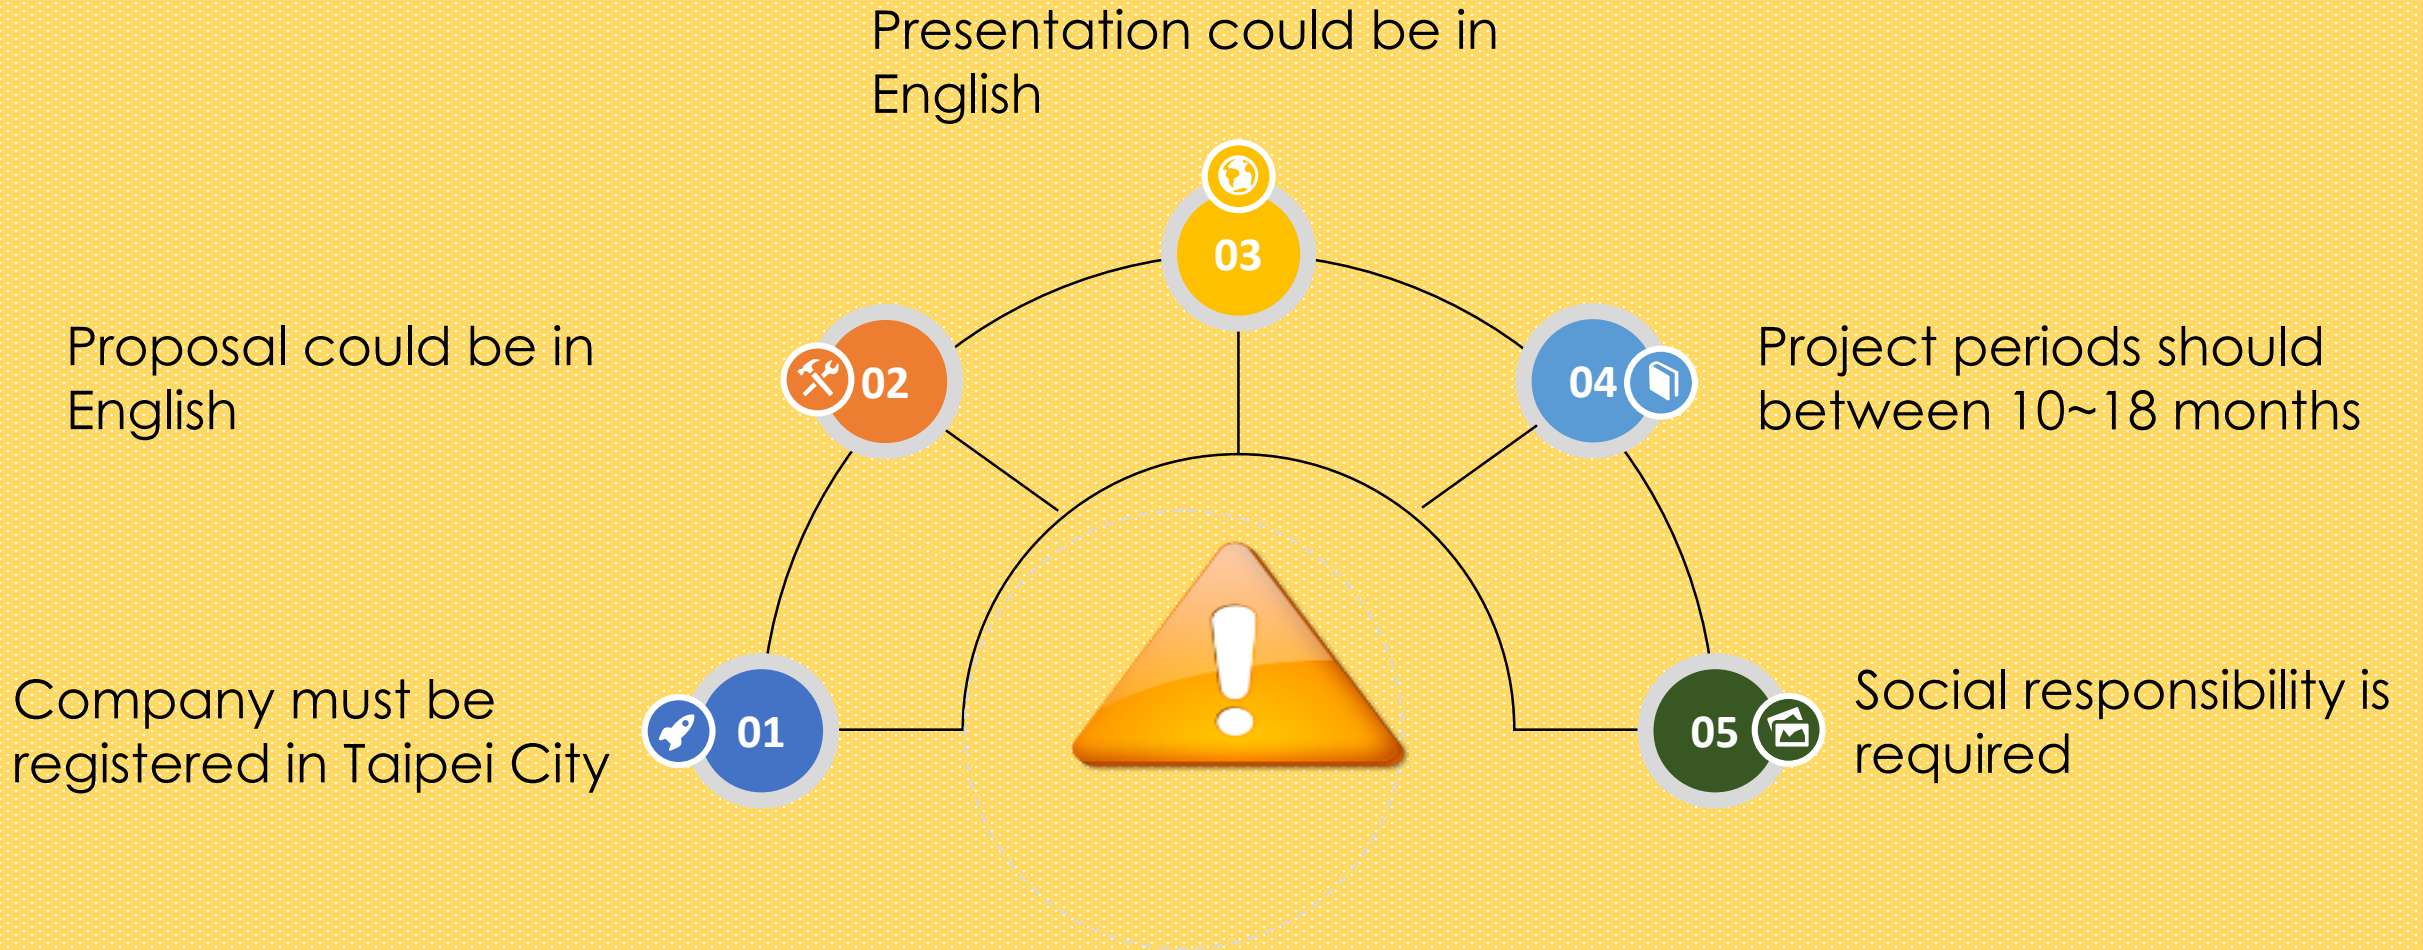 Presentation could be in
English
03
Proposal could be in
English
02
04
Project periods should
between 10~18 months
Company must be
registered in Taipei City
01
05
Social responsibility is
required